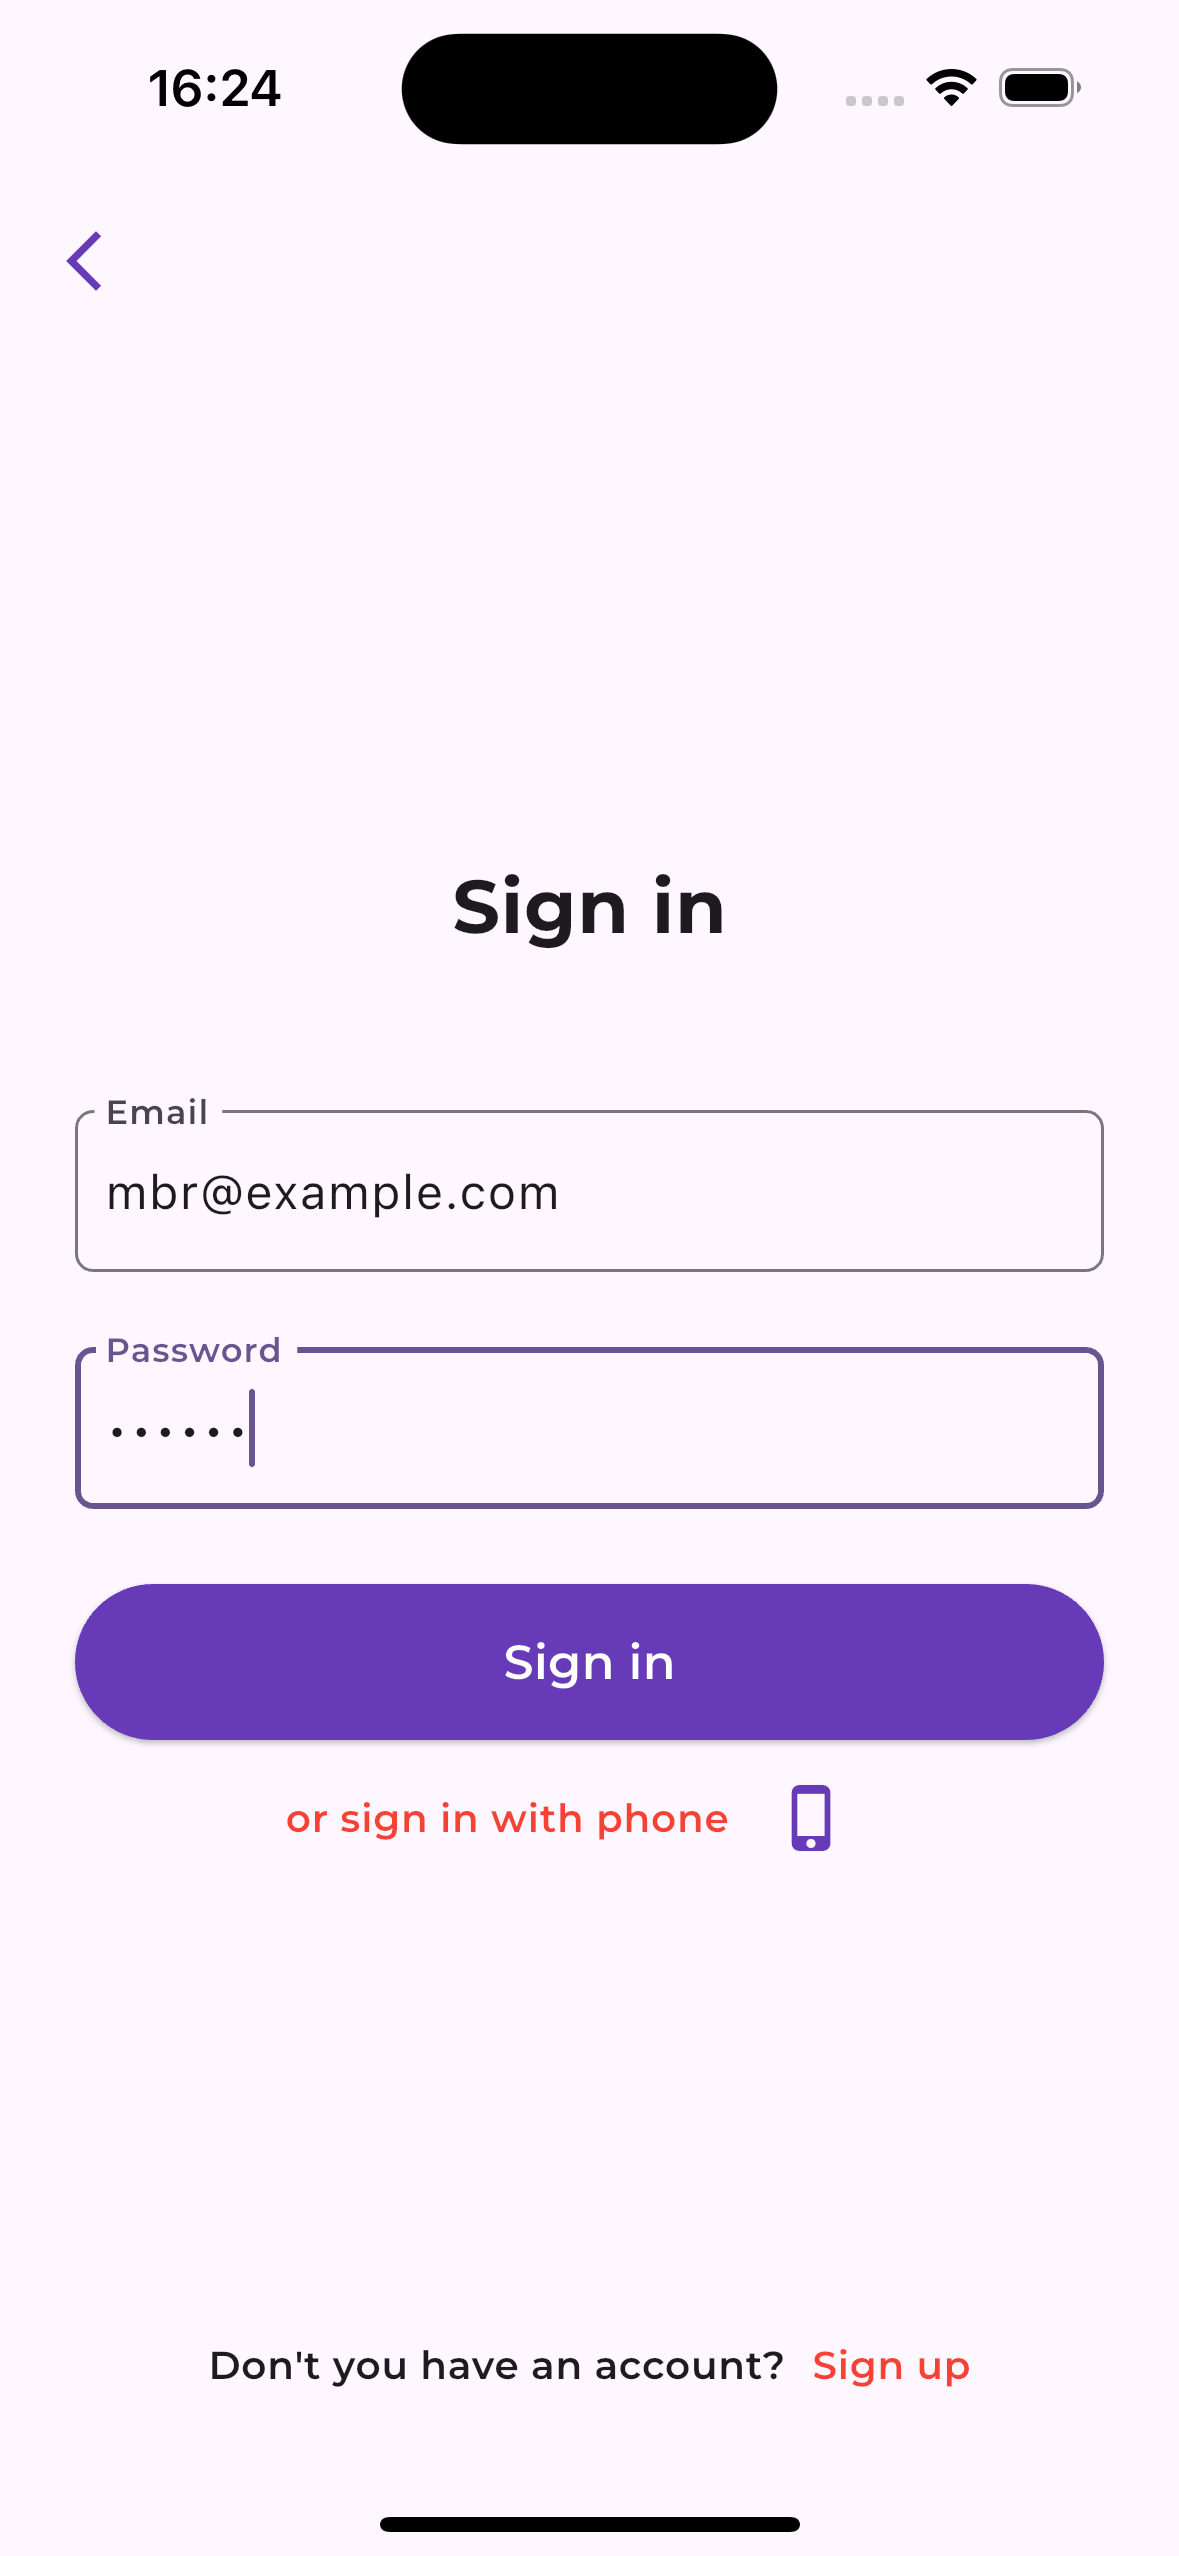 16:24
Sign in
Email
mbr@example.com
Password
••••••
Sign in
or sign in with phone
Don't you have an account? Sign up